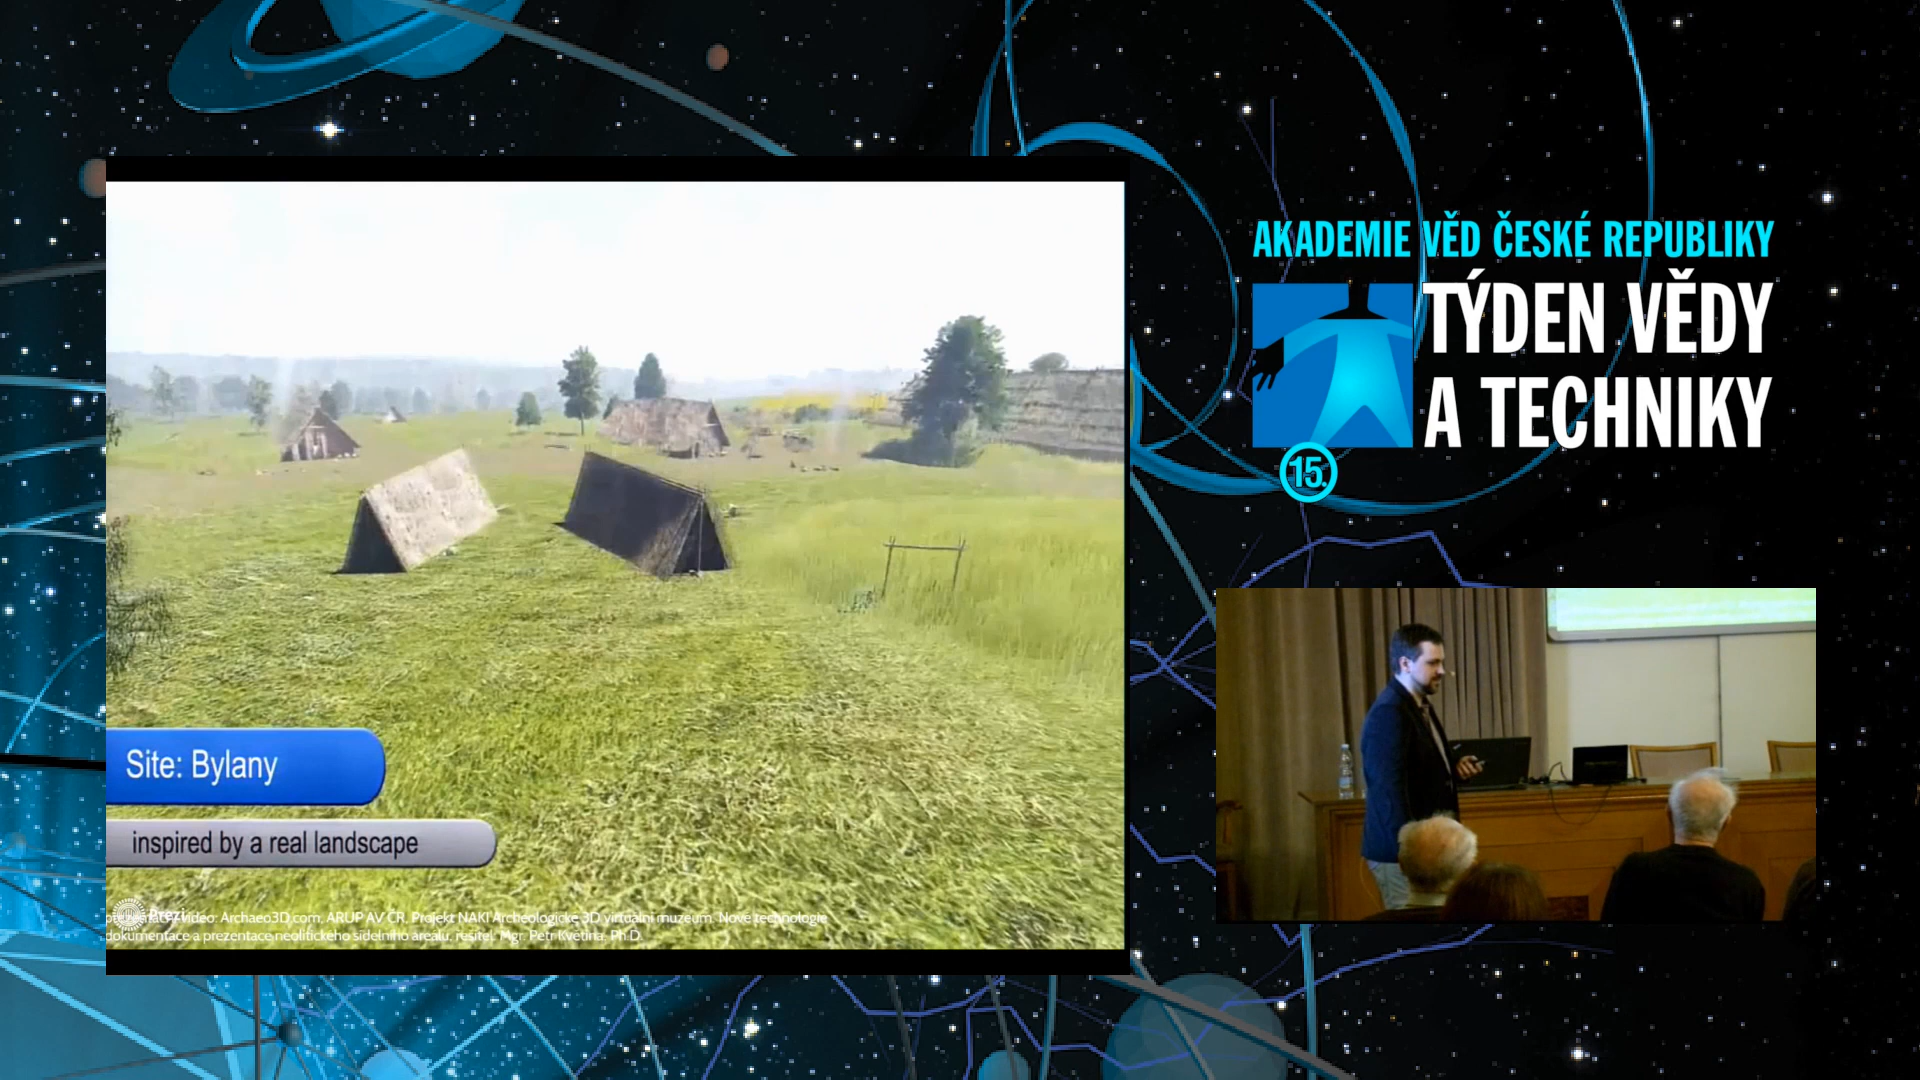 AKADEMIE VĚD ČESKÉ REPUBLIKY
TÝDEN VĚDY
A TECHNIKY
15.
Site: Bylany
inspired by a real landscape
Prezi
video: Archaeo3D.com, ARUP AV ČR, Projekt NAKI Archeologické 3D virtuální muzeum. Nové technologie
dokumentace a prezentace neolitického sídelního areálu, řešitel: Mgr. Petr Květina, Ph.D.